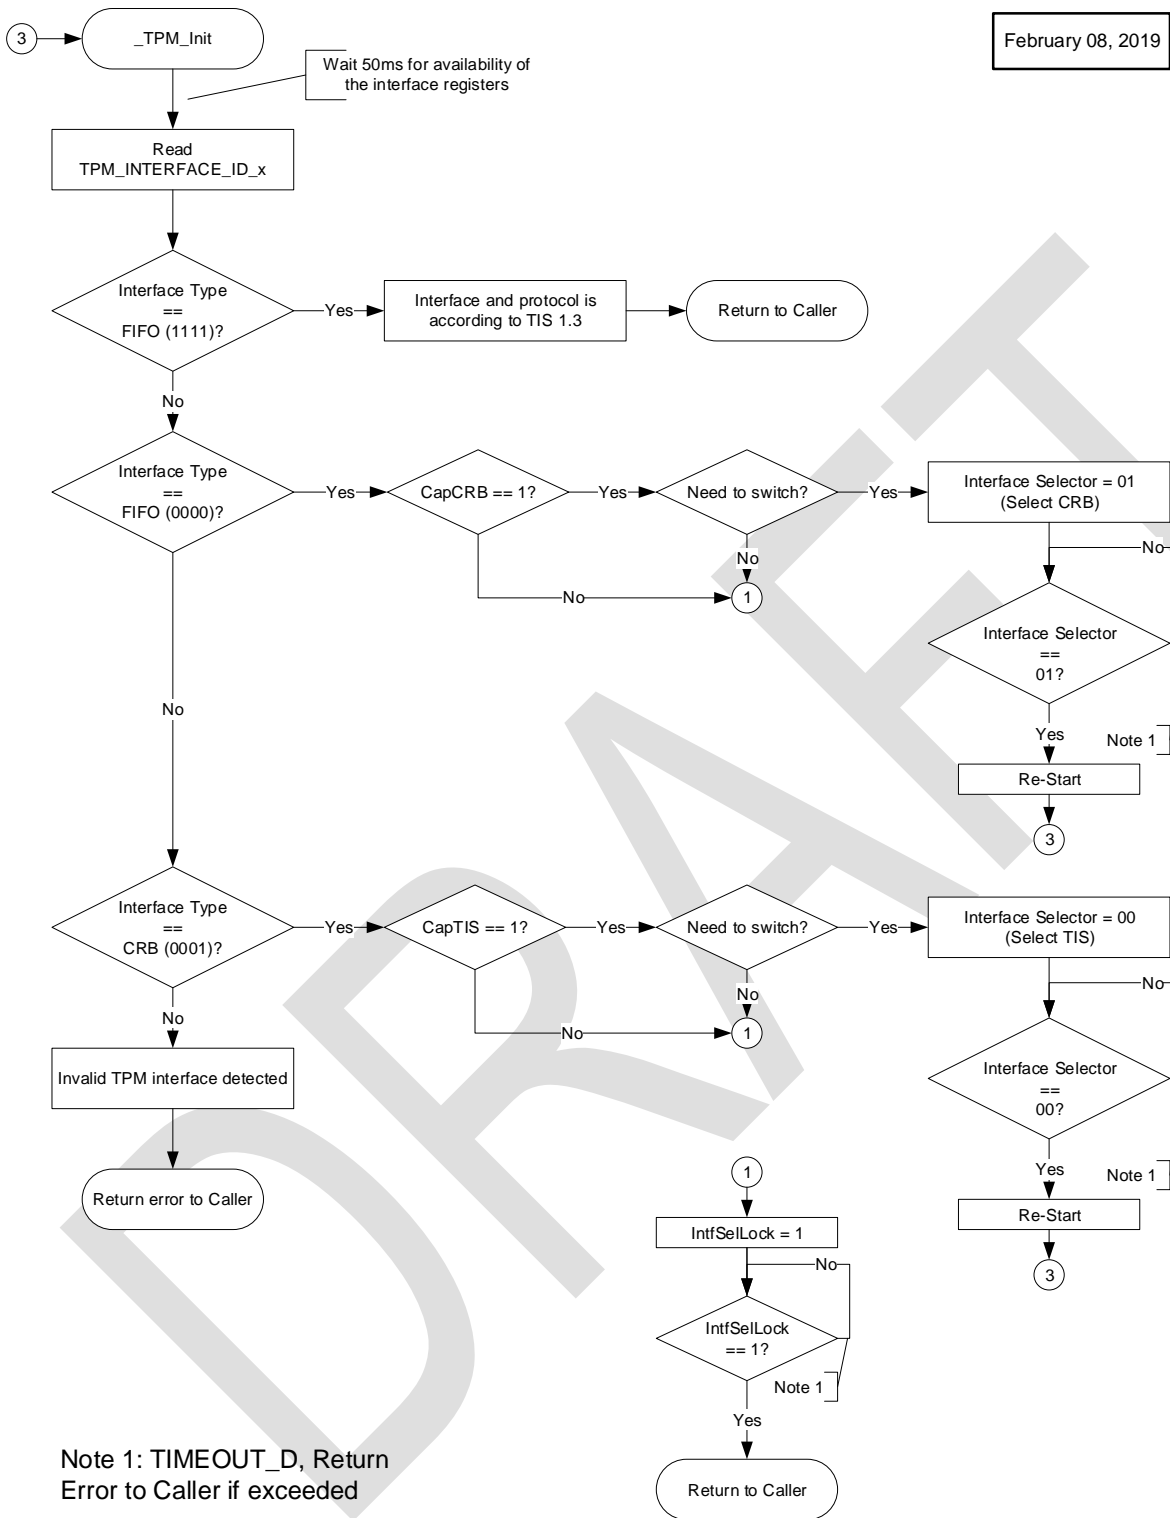 3
_TPM_Init
February 08, 2019
Wait 50ms for availability of
the interface registers
Read
TPM_INTERFACE_ID_x
Interface Type
==
FIFO (1111)?
Yes
Interface and protocol is
according to TIS 1.3
Return to Caller
No
Interface Type
==
FIFO (0000)?
Yes
CapCRB == 1?
Yes
Need to switch?
Yes
Interface Selector = 01
(Select CRB)
No
No
No
1
Interface Selector
==
01?
No
Yes
Note 1
Re-Start
3
Interface Type
==
CRB (0001)?
Yes
CapTIS == 1?
Yes
Need to switch?
Yes
Interface Selector = 00
(Select TIS)
No
No
No
No
1
Invalid TPM interface detected
Interface Selector
==
00?
Return error to Caller
1
Yes
Note 1
IntfSelLock = 1
Re-Start
No
3
IntfSelLock
== 1?
Note 1
Yes
Note 1: TIMEOUT_D, Return
Error to Caller if exceeded
Return to Caller
DRAFT